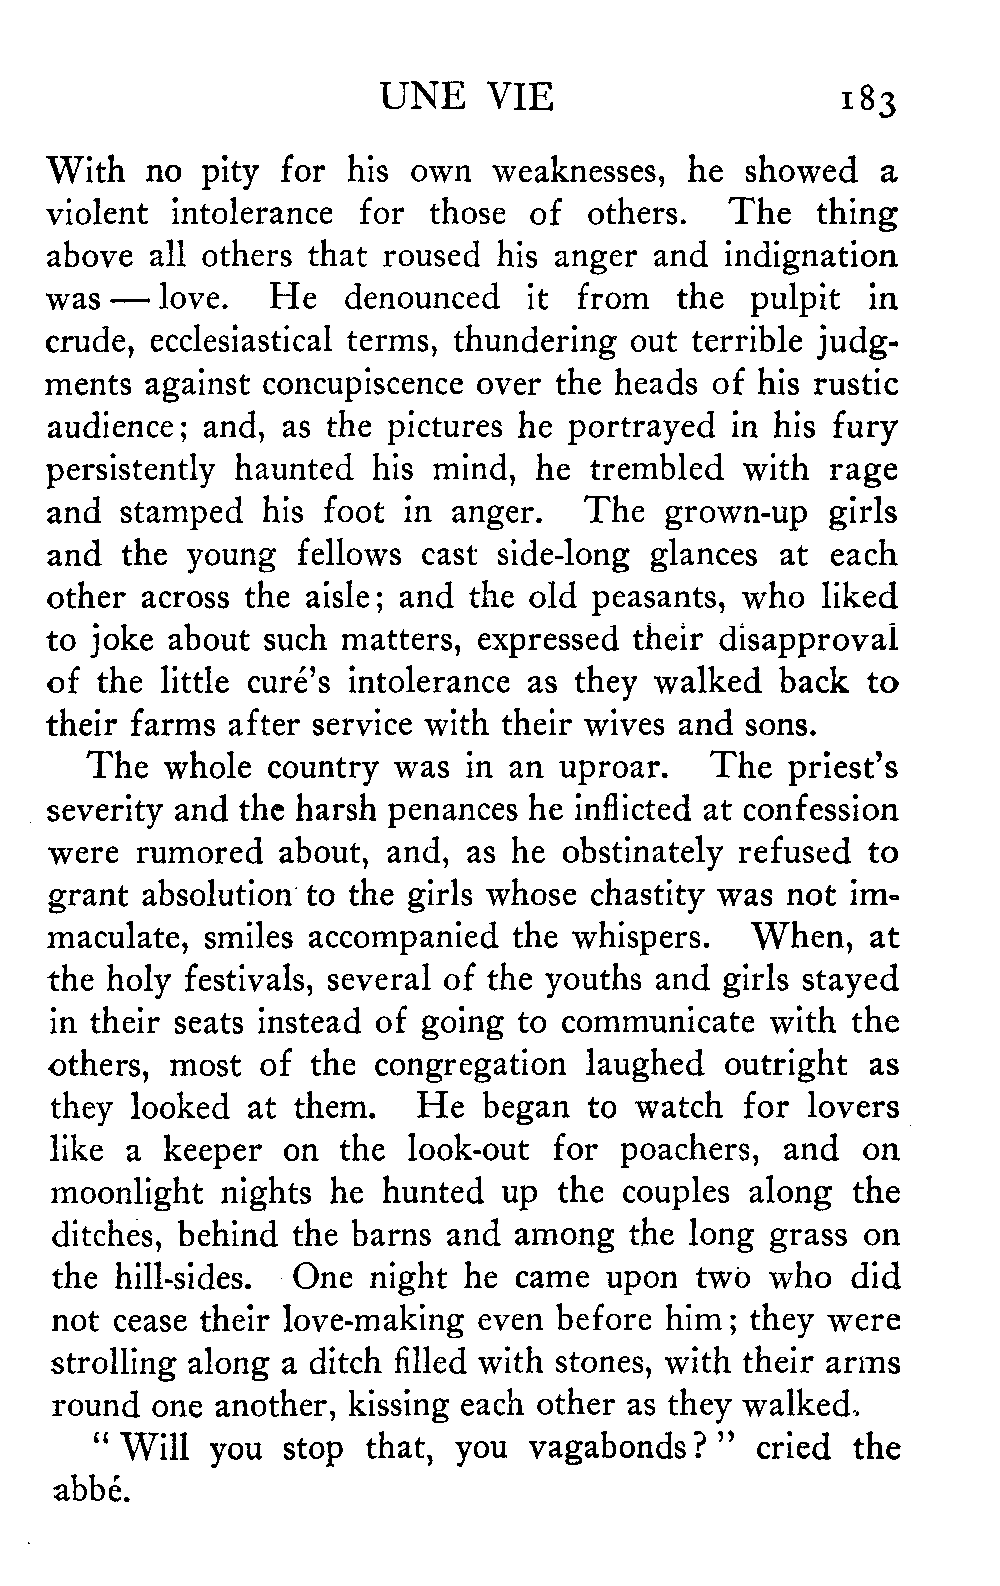 UNE VIE 183
With no pity for his own weaknesses, he showed a
violent intolerance for those of others. The thing
above all others that roused his anger and indignation
was — love. He denounced it from the pulpit in
crude, ecclesiastical terms, thundering out terrible judg-
ments against concupiscence over the heads of his rustic
audience; and, as the pictures he portrayed in his fury
persistently haunted his mind, he trembled with rage
and stamped his foot in anger. The grown-up girls
and the young fellows cast side-long glances at each
other across the aisle; and the old peasants, who liked
to joke about such matters, expressed their disapproval
of the little curé's intolerance as they walked back to
their farms after service with their wives and sons.
The whole country was in an uproar. The priest's
severity and the harsh penances he inflicted at confession
were rumored about, and, as he obstinately refused to
grant absolution to the girls whose chastity was not im-
maculate, smiles accompanied the whispers. When, at
the holy festivals, several of the youths and girls stayed
in their seats instead of going to communicate with the
others, most of the congregation laughed outright as
they looked at them. He began to watch for lovers
like a keeper on the look-out for poachers, and on
moonlight nights he hunted up the couples along the
ditches, behind the barns and among the long grass on
the hill-sides. One night he came upon two who did
not cease their love-making even before him; they were
strolling along a ditch filled with stones, with their arms
round one another, kissing each other as they walked.
" Will you stop that, you vagabonds? " cried the
abbé.